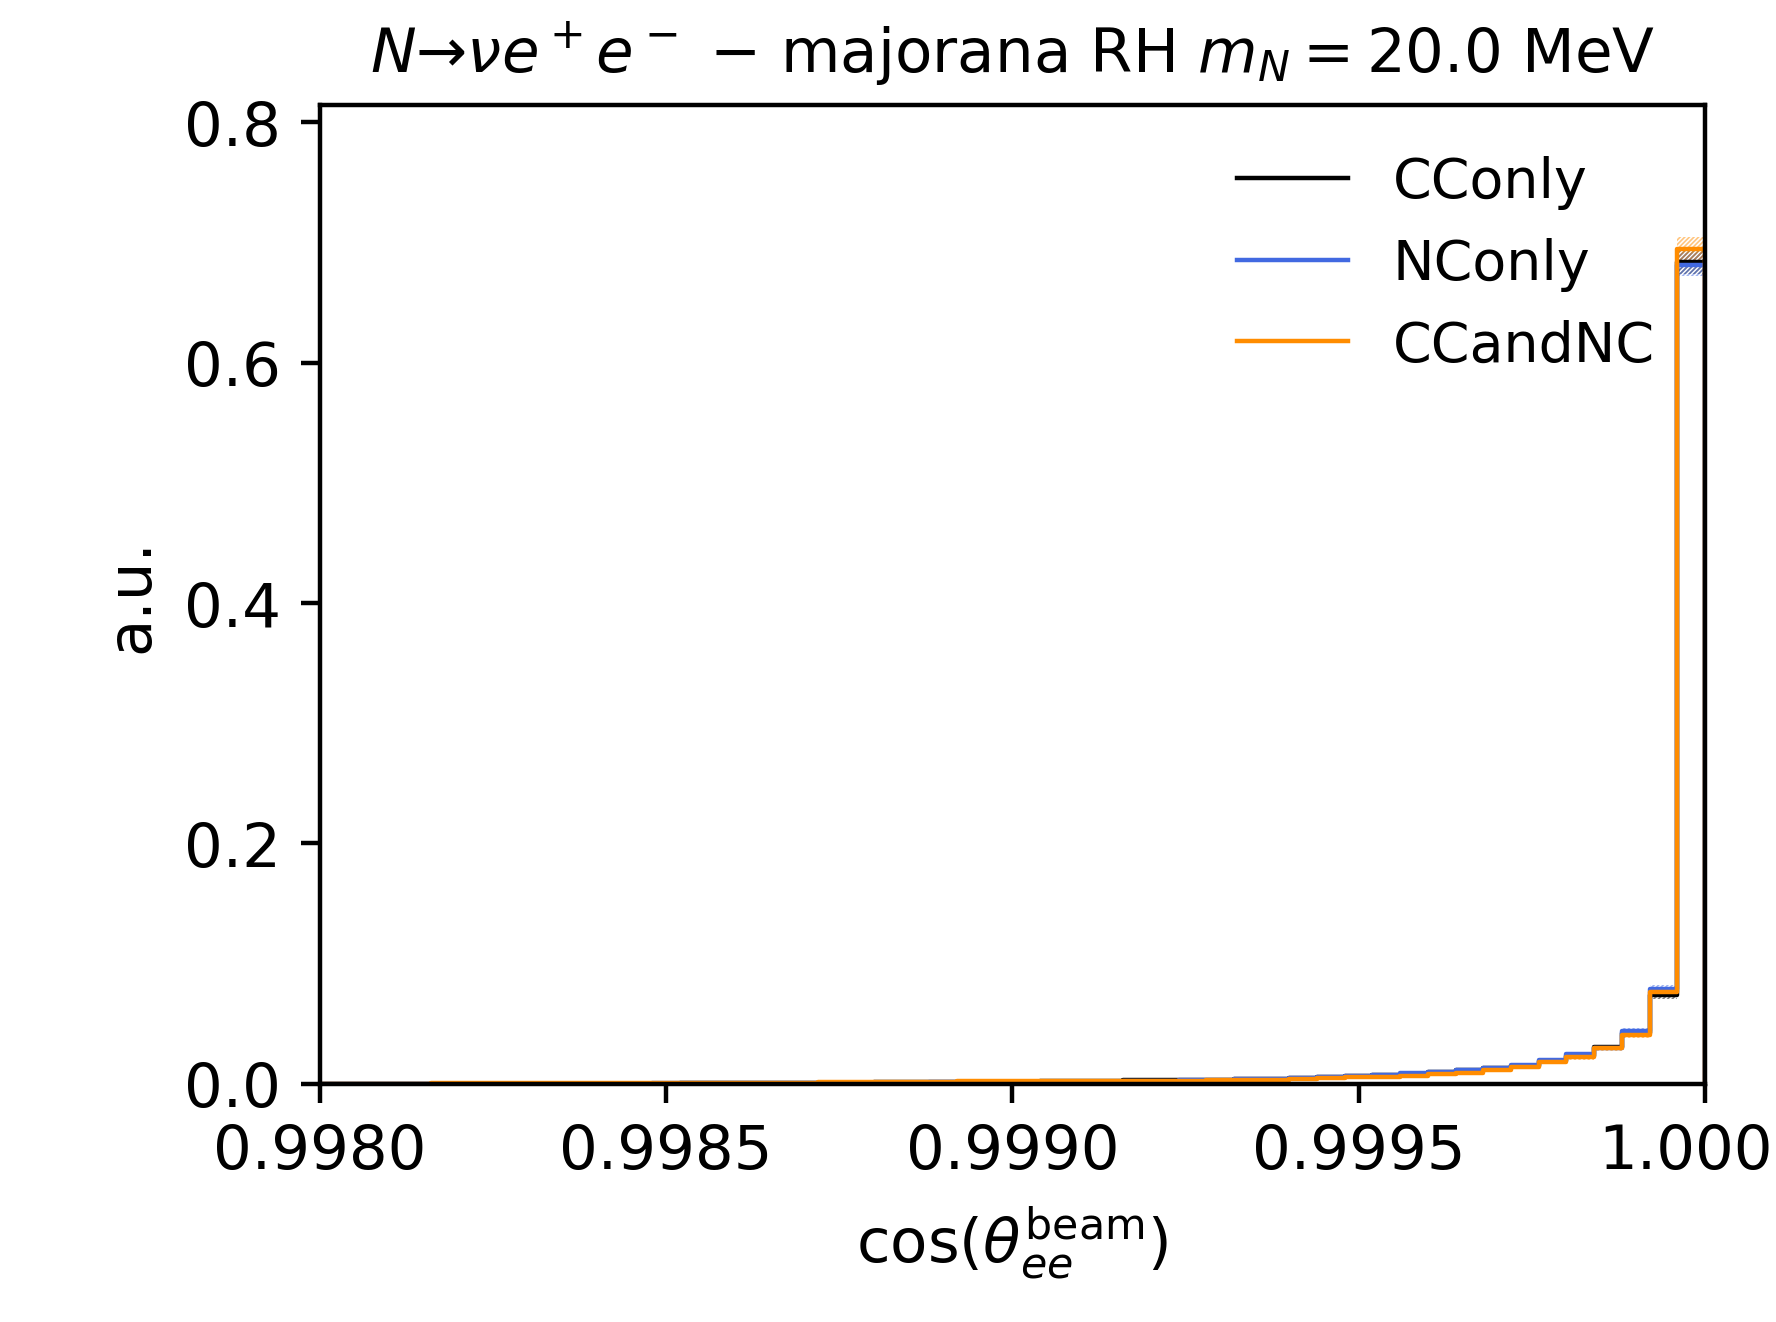 N→νe⁺e⁻ − majorana RH m_N = 20.0 MeV
0.8
0.6
0.4
0.2
0.0
a.u.
CConly
NConly
CCandNC
0.9980 0.9985 0.9990 0.9995 1.000
cos(θ_ee^beam)